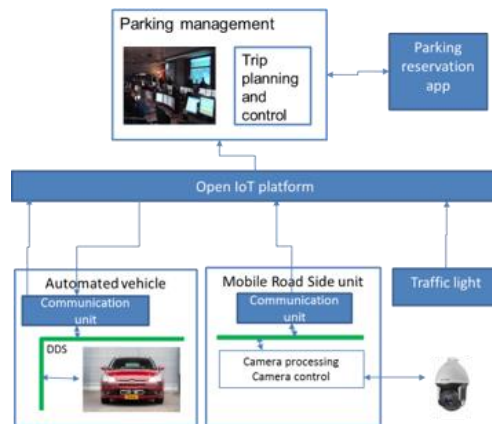 Parking management
Trip
planning
and
control
Parking
reservation
app
Open IoT platform
Automated vehicle
Communication
unit
DDS
Mobile Road Side unit
Communication
unit
Camera processing
Camera control
Traffic light